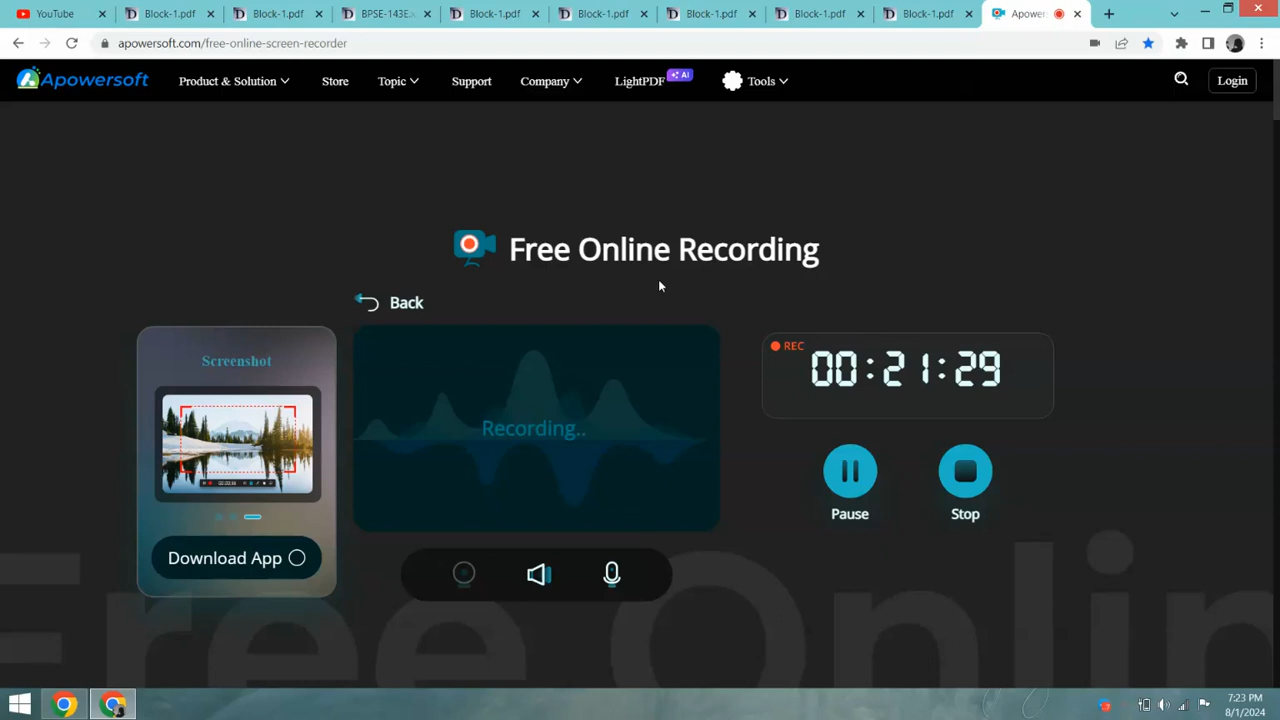 YouTube
Block-1.pdf
Block-1.pdf
BPSE-143E.
Block-1.pdf
Block-1.pdf
Block-1.pdf
Block-1.pdf
Block-1.pdf
Apower
apowersoft.com/free-online-screen-recorder
Apowersoft
Product & Solution
Store
Topic
Support
Company
LightPDF
AI
Tools
Login
Free Online Recording
Back
Screenshot
Recording..
REC
00:21:29
Pause
Stop
Download App
Free Onlin
7:23 PM
8/1/2024